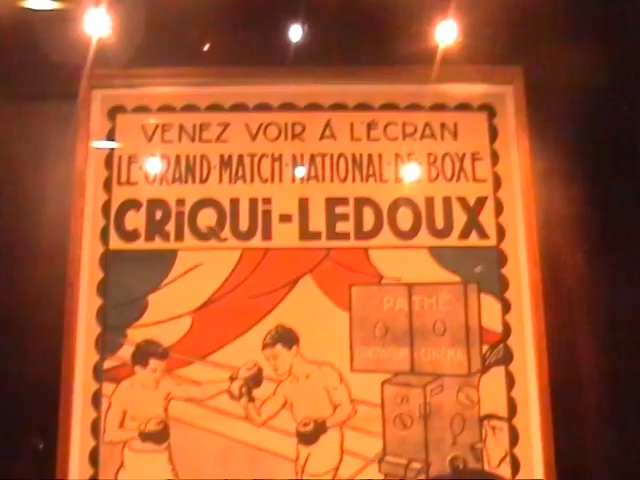 VENEZ VOIR Á L'ÉCRAN
LE GRAND MATCH NATIONAL DE BOXE
CRiQUi-LEDOUX
PATHÉ
CINÉMA